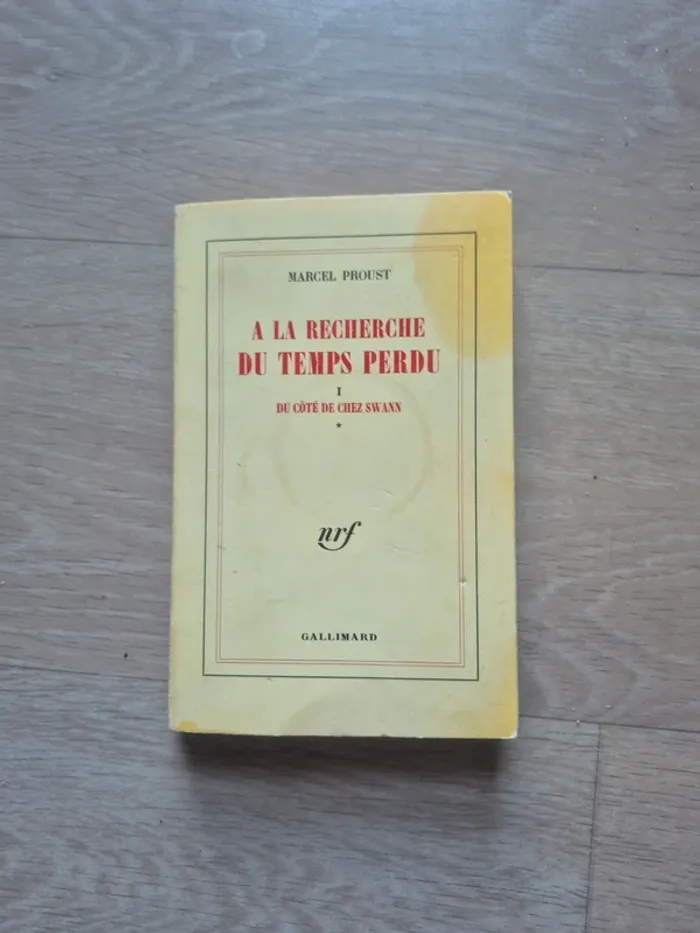 MARCEL PROUST
A LA RECHERCHE
DU TEMPS PERDU
I
DU CÔTÉ DE CHEZ SWANN
*
nrf
GALLIMARD